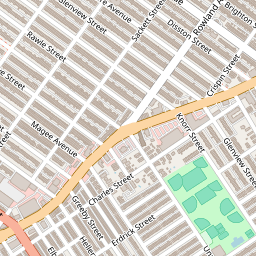 Glenview Street
Sackett Street
Disston Street
Rowland A
Brighton
Rawle Street
Avenue
Crispin Street
Street
Magee Avenue
Knorr Street
Glenview Street
Charles Street
Greeby Street
Heller
Erdrick Street